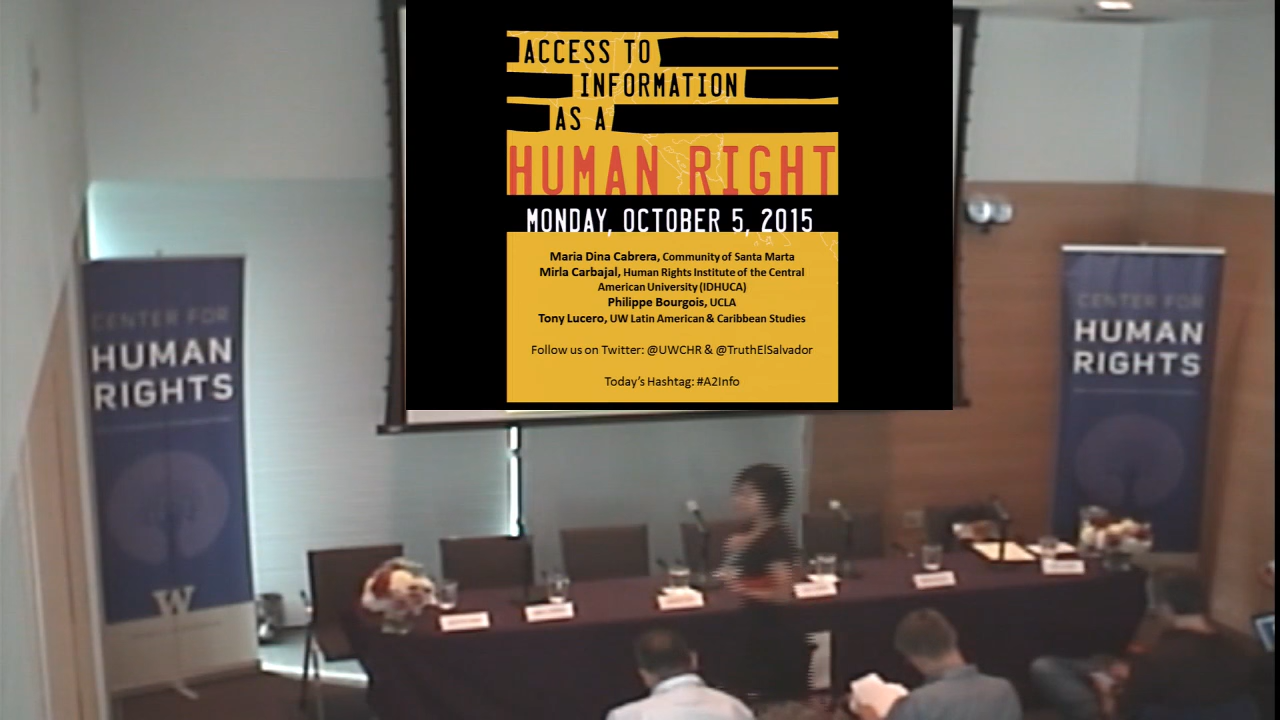 ACCESS TO
INFORMATION
AS A
HUMAN RIGHT
MONDAY, OCTOBER 5, 2015
Maria Dina Cabrera, Community of Santa Marta
Mirla Carbajal, Human Rights Institute of the Central
American University (IDHUCA)
Philippe Bourgois, UCLA
Tony Lucero, UW Latin American & Caribbean Studies
Follow us on Twitter: @UWCHR & @TruthElSalvador
Today's Hashtag: #A2Info
CENTER FOR
HUMAN
RIGHTS
W
CENTER FOR
HUMAN
RIGHTS